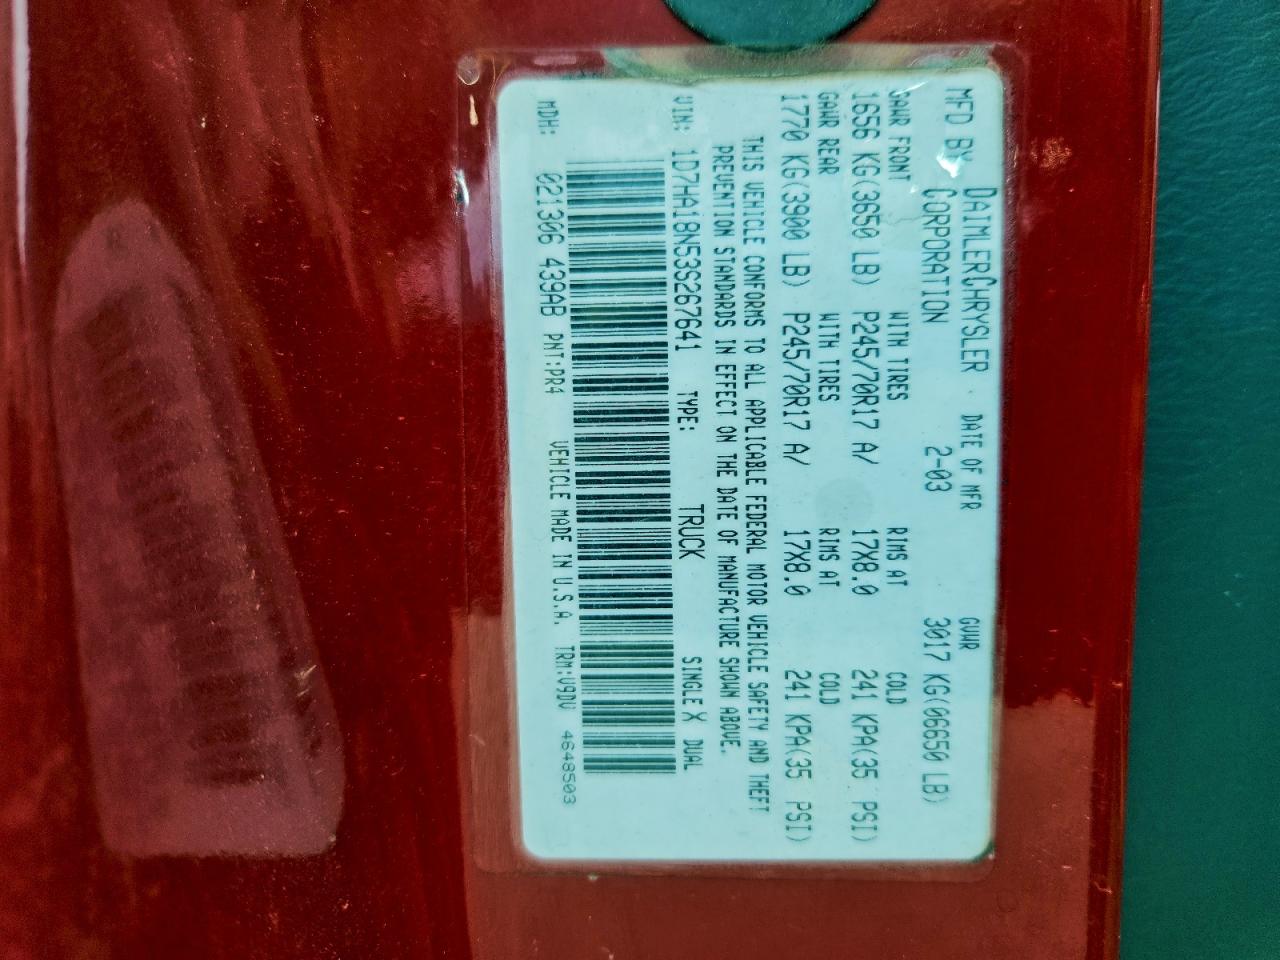 MFD BY DAIMLERCHRYSLER CORPORATION DATE OF MFR 2-03 GVWR 3017 KG(06650 LB)
GAWR FRONT WITH TIRES RIMS AT COLD
1656 KG(3650 LB) P245/70R17 A/ 17X8.0 241 KPA(35 PSI)
GAWR REAR WITH TIRES RIMS AT COLD
1770 KG(3900 LB) P245/70R17 A/ 17X8.0 241 KPA(35 PSI)
THIS VEHICLE CONFORMS TO ALL APPLICABLE FEDERAL MOTOR VEHICLE SAFETY AND THEFT
PREVENTION STANDARDS IN EFFECT ON THE DATE OF MANUFACTURE SHOWN ABOVE.
VIN: 1D7HA18N53S267641 TYPE: TRUCK SINGLE X DUAL
MDH: 021306 439AB PNT:PR4 VEHICLE MADE IN U.S.A. TRM:V9DV 4648503